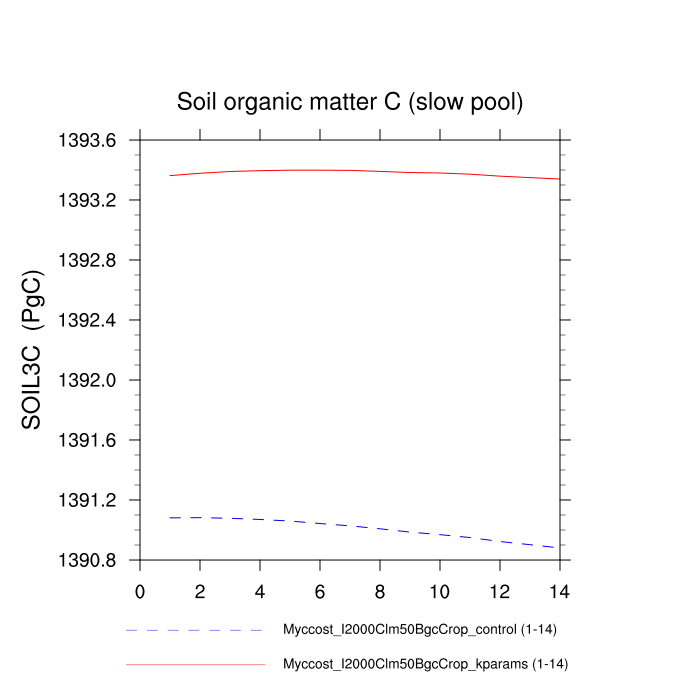 Soil organic matter C (slow pool)
SOIL3C (PgC)
1393.6
1393.2
1392.8
1392.4
1392.0
1391.6
1391.2
1390.8
0 2 4 6 8 10 12 14
Myccost_I2000Clm50BgcCrop_control (1-14)
Myccost_I2000Clm50BgcCrop_kparams (1-14)